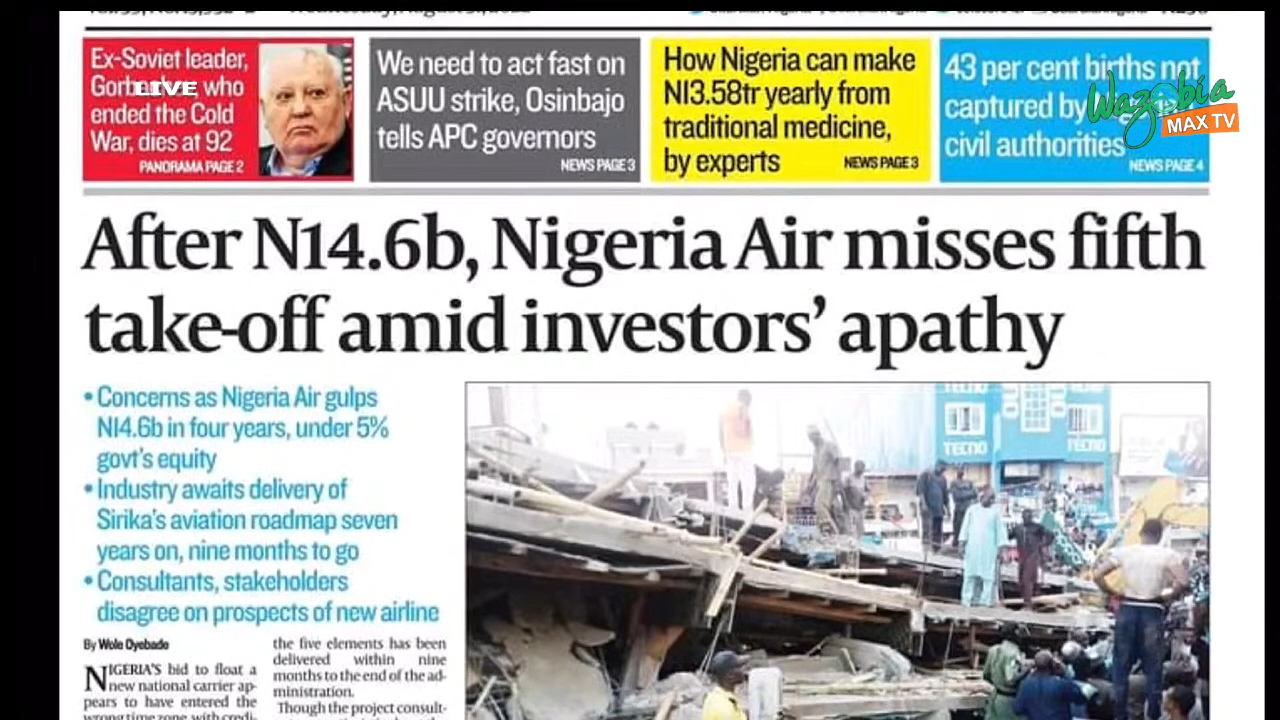 Ex-Soviet leader,
who
ended the Cold
War, dies at 92
PANORAMA PAGE 2
LIVE
We need to act fast on
ASUU strike, Osinbajo
tells APC governors
NEWS PAGE 3
How Nigeria can make
N13.58tr yearly from
traditional medicine,
by experts
NEWS PAGE 3
43 per cent births not
captured by
civil authorities
NEWS PAGE 4
Wazobia
MAX TV
After N14.6b, Nigeria Air misses fifth
take-off amid investors' apathy
• Concerns as Nigeria Air gulps
N14.6b in four years, under 5%
govt's equity
• Industry awaits delivery of
Sirika's aviation roadmap seven
years on, nine months to go
• Consultants, stakeholders
disagree on prospects of new airline
By Wole Oyebade
NIGERIA'S bid to float a
new national carrier ap-
pears to have entered the
wrong time zone with credi-
the five elements has been
delivered within nine
months to the end of the ad-
ministration.
Though the project consult-
TECNO
TECNO